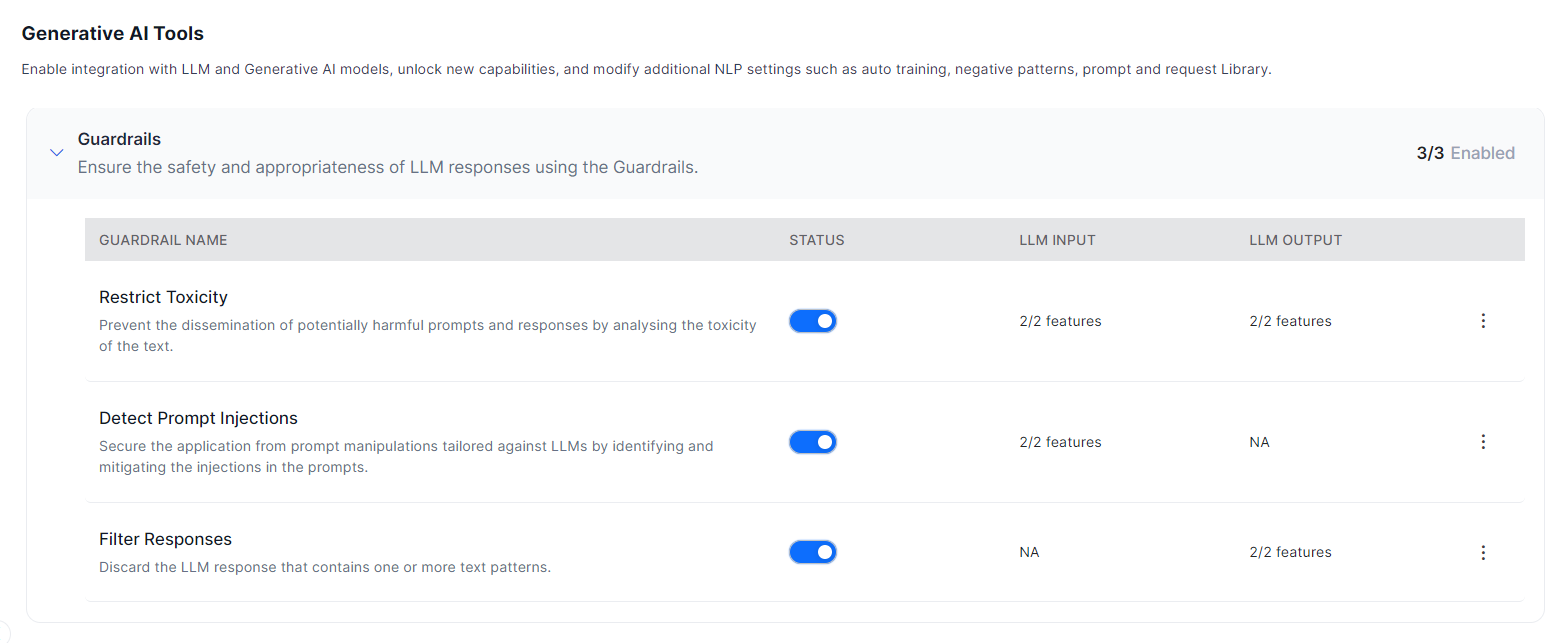 Generative AI Tools
Enable integration with LLM and Generative AI models, unlock new capabilities, and modify additional NLP settings such as auto training, negative patterns, prompt and request Library.
Guardrails
Ensure the safety and appropriateness of LLM responses using the Guardrails.
3/3 Enabled
GUARDRAIL NAME STATUS LLM INPUT LLM OUTPUT
Restrict Toxicity
Prevent the dissemination of potentially harmful prompts and responses by analysing the toxicity
of the text.
2/2 features 2/2 features
Detect Prompt Injections
Secure the application from prompt manipulations tailored against LLMs by identifying and
mitigating the injections in the prompts.
2/2 features NA
Filter Responses
Discard the LLM response that contains one or more text patterns.
NA 2/2 features